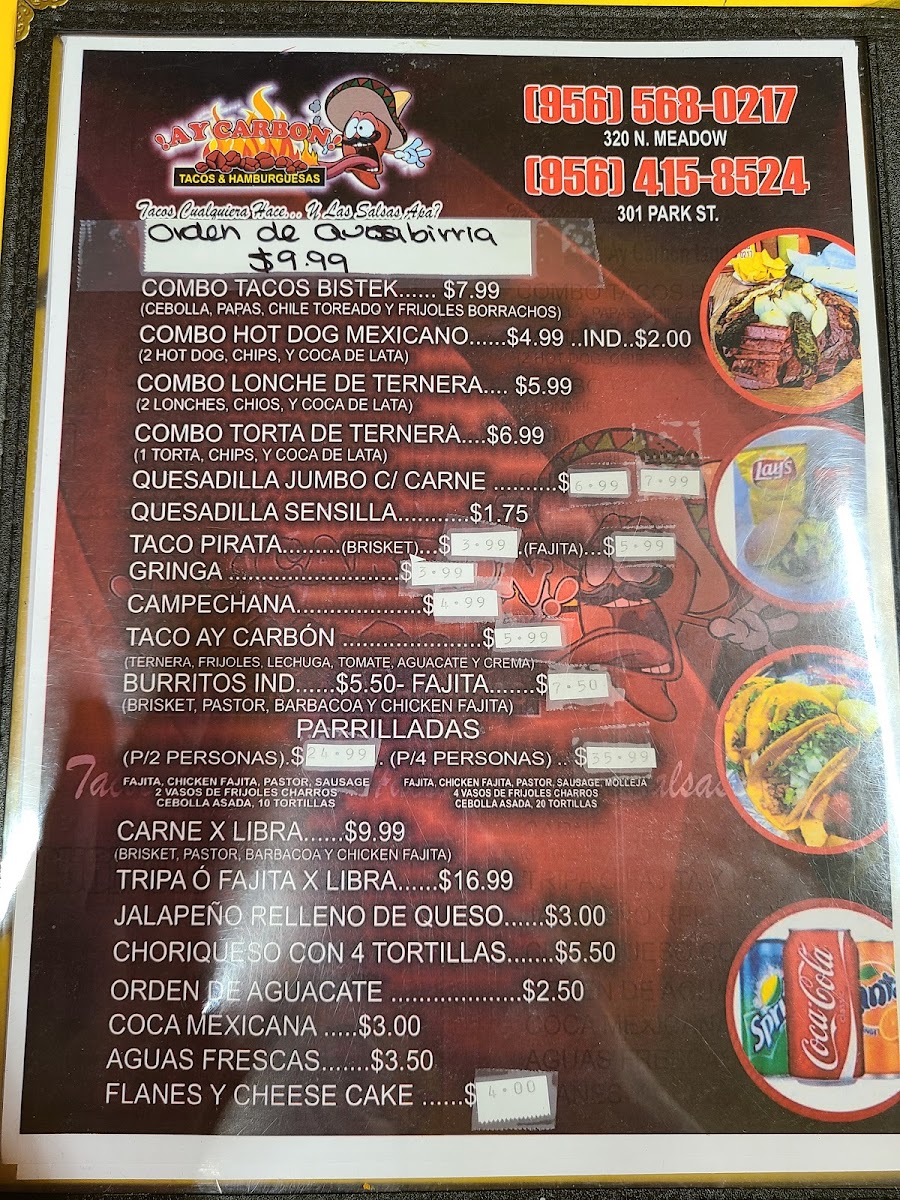 ¡AY CARBON!
TACOS & HAMBURGUESAS
(956) 568-0217
320 N. MEADOW
(956) 415-8524
301 PARK ST.
Tacos Cualquiera Hace... Y Las Salsas Apa?
Orden de Quesabirria
$9.99
COMBO TACOS BISTEK...... $7.99
(CEBOLLA, PAPAS, CHILE TOREADO Y FRIJOLES BORRACHOS)
COMBO HOT DOG MEXICANO......$4.99 ..IND..$2.00
(2 HOT DOG, CHIPS, Y COCA DE LATA)
COMBO LONCHE DE TERNERA.... $5.99
(2 LONCHES, CHIOS, Y COCA DE LATA)
COMBO TORTA DE TERNERA....$6.99
(1 TORTA, CHIPS, Y COCA DE LATA)
QUESADILLA JUMBO C/ CARNE ..........$ 6.99 7.99
QUESADILLA SENSILLA...........$1.75
TACO PIRATA.........(BRISKET)...$ 3.99 .(FAJITA)...$ 5.99
GRINGA ..............................$ 3.99
CAMPECHANA......................$ 4.99
TACO AY CARBÓN .........................$ 5.99
(TERNERA, FRIJOLES, LECHUGA, TOMATE, AGUACATE Y CREMA)
BURRITOS IND.......$5.50- FAJITA.......$ 7.50
(BRISKET, PASTOR, BARBACOA Y CHICKEN FAJITA)
PARRILLADAS
(P/2 PERSONAS).$ 24.99 . (P/4 PERSONAS) .. $ 35.99
FAJITA, CHICKEN FAJITA, PASTOR, SAUSAGE
2 VASOS DE FRIJOLES CHARROS
CEBOLLA ASADA, 10 TORTILLAS
FAJITA, CHICKEN FAJITA, PASTOR, SAUSAGE, MOLLEJA
4 VASOS DE FRIJOLES CHARROS
CEBOLLA ASADA, 20 TORTILLAS
CARNE X LIBRA......$9.99
(BRISKET, PASTOR, BARBACOA Y CHICKEN FAJITA)
TRIPA Ó FAJITA X LIBRA......$16.99
JALAPEÑO RELLENO DE QUESO......$3.00
CHORIQUESO CON 4 TORTILLAS.......$5.50
ORDEN DE AGUACATE ....................$2.50
COCA MEXICANA .....$3.00
AGUAS FRESCAS.......$3.50
FLANES Y CHEESE CAKE ......$ 4.00
Lay's
Sprite
Coca-Cola
Fanta